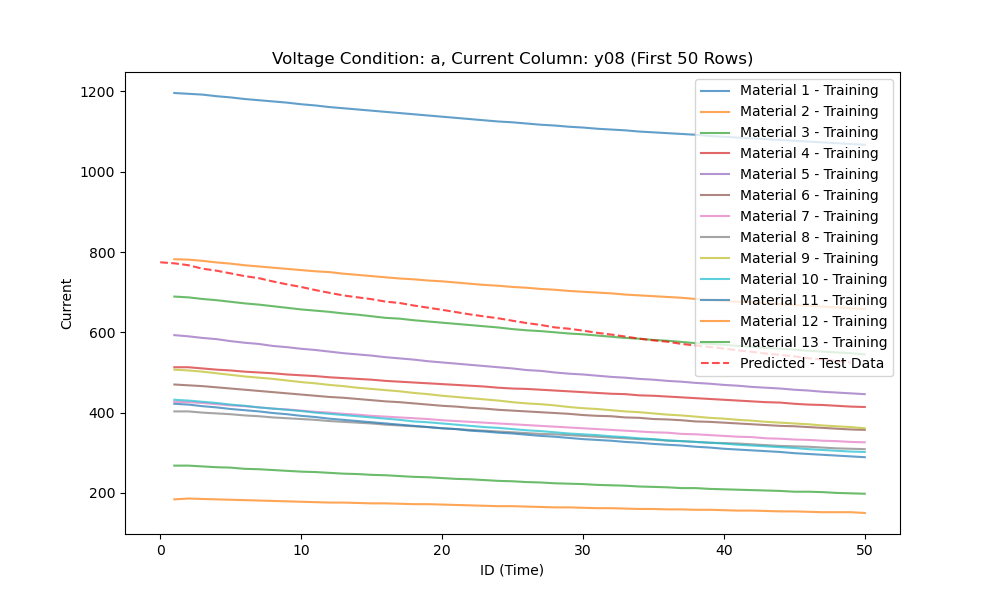 Voltage Condition: a, Current Column: y08 (First 50 Rows)
1200
1000
800
600
400
200
Current
0
10
20
30
40
50
ID (Time)
Material 1 - Training
Material 2 - Training
Material 3 - Training
Material 4 - Training
Material 5 - Training
Material 6 - Training
Material 7 - Training
Material 8 - Training
Material 9 - Training
Material 10 - Training
Material 11 - Training
Material 12 - Training
Material 13 - Training
Predicted - Test Data